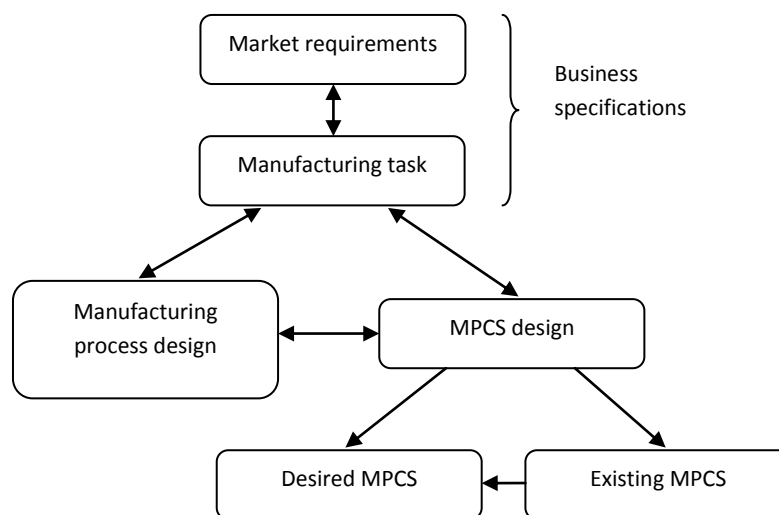 Market requirements
Business
specifications
Manufacturing task
Manufacturing
process design
MPCS design
Desired MPCS
Existing MPCS